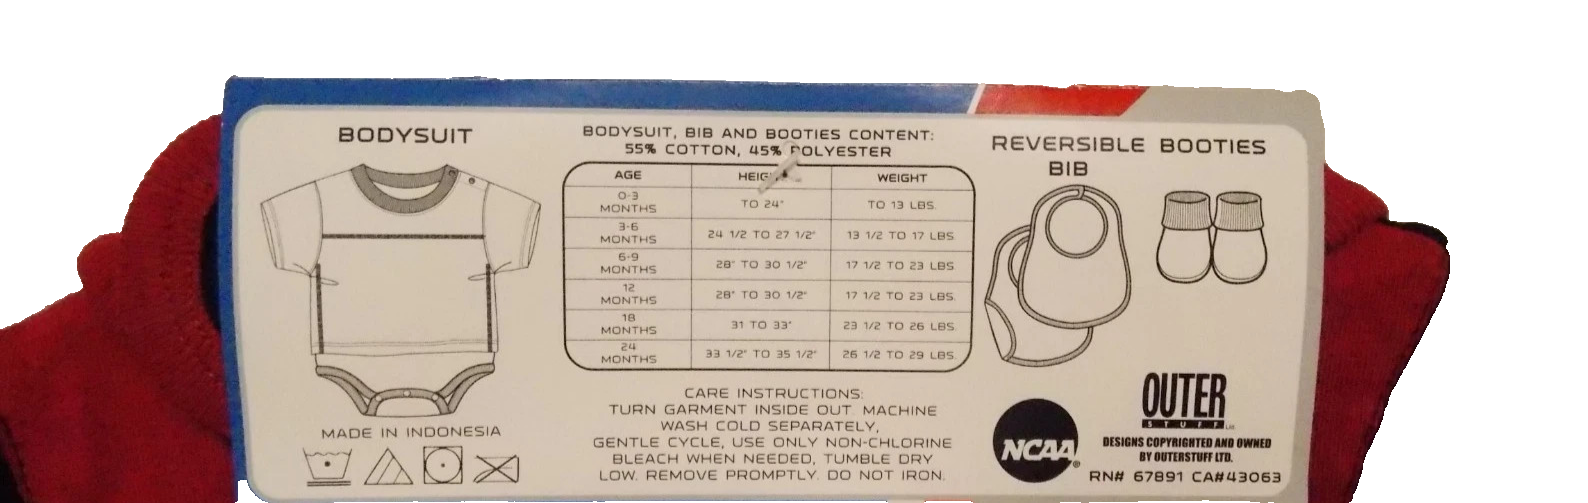 BODYSUIT
MADE IN INDONESIA
BODYSUIT, BIB AND BOOTIES CONTENT:
55% COTTON, 45% POLYESTER
AGE HEIGHT WEIGHT
0-3 MONTHS TO 24" TO 13 LBS.
3-6 MONTHS 24 1/2 TO 27 1/2" 13 1/2 TO 17 LBS.
6-9 MONTHS 28" TO 30 1/2" 17 1/2 TO 23 LBS.
12 MONTHS 28" TO 30 1/2" 17 1/2 TO 23 LBS.
18 MONTHS 31 TO 33" 23 1/2 TO 26 LBS.
24 MONTHS 33 1/2" TO 35 1/2" 26 1/2 TO 29 LBS.
CARE INSTRUCTIONS:
TURN GARMENT INSIDE OUT. MACHINE
WASH COLD SEPARATELY,
GENTLE CYCLE, USE ONLY NON-CHLORINE
BLEACH WHEN NEEDED, TUMBLE DRY
LOW. REMOVE PROMPTLY. DO NOT IRON.
REVERSIBLE BIB
BOOTIES
NCAA®
OUTER
STUFF LTD.
DESIGNS COPYRIGHTED AND OWNED
BY OUTERSTUFF LTD.
RN# 67891 CA#43063